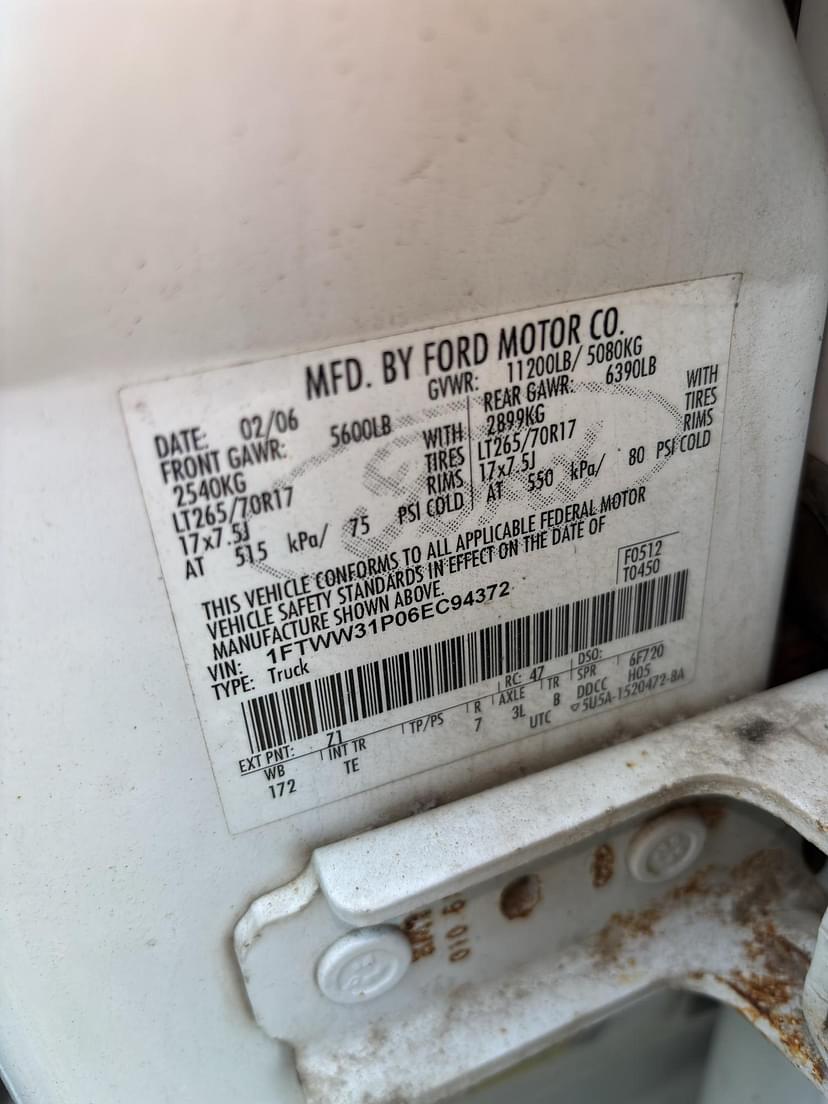 MFD. BY FORD MOTOR CO.
DATE: 02/06 GVWR: 11200LB/ 5080KG
FRONT GAWR: 5600LB REAR GAWR: 6390LB
2540KG WITH 2899KG WITH
LT265/70R17 TIRES LT265/70R17 TIRES
17x7.5J RIMS 17x7.5J RIMS
AT 515 kPa/ 75 PSI COLD AT 550 kPa/ 80 PSI COLD
THIS VEHICLE CONFORMS TO ALL APPLICABLE FEDERAL MOTOR
VEHICLE SAFETY STANDARDS IN EFFECT ON THE DATE OF
MANUFACTURE SHOWN ABOVE.
F0512
T0450
VIN: 1FTWW31P06EC94372
TYPE: Truck
EXT PNT: Z1 RC: 47 DSO: 6F720
WB INT TR TP/PS R AXLE TR SPR H05
172 TE 7 3L B DDCC
UTC ▽5U5A-1520472-BA
010